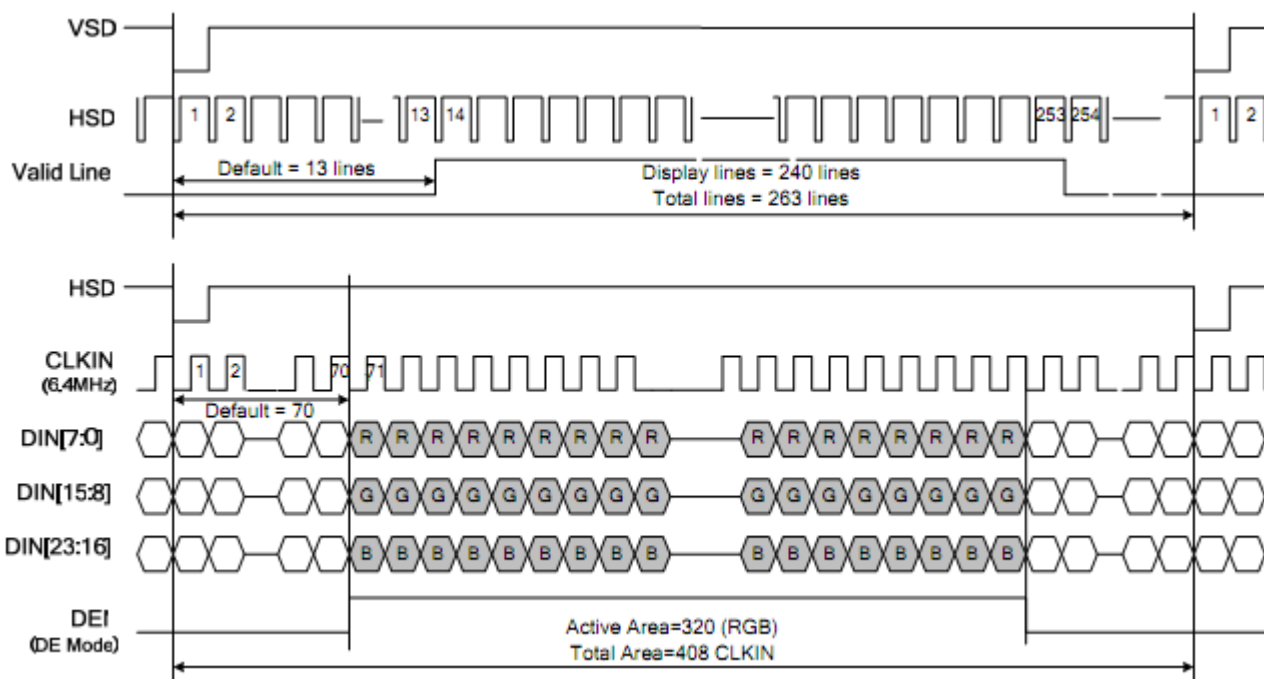 VSD
HSD 1 2 13 14 253 254 1 2
Valid Line
Default = 13 lines
Display lines = 240 lines
Total lines = 263 lines
HSD
CLKIN 1 2 70 71
(6.4MHz)
Default = 70
DIN[7:0] R R R R R R R R R R R R R R R R R
DIN[15:8] G G G G G G G G G G G G G G G G G
DIN[23:16] B B B B B B B B B B B B B B B B B
DEI
(DE Mode)
Active Area=320 (RGB)
Total Area=408 CLKIN